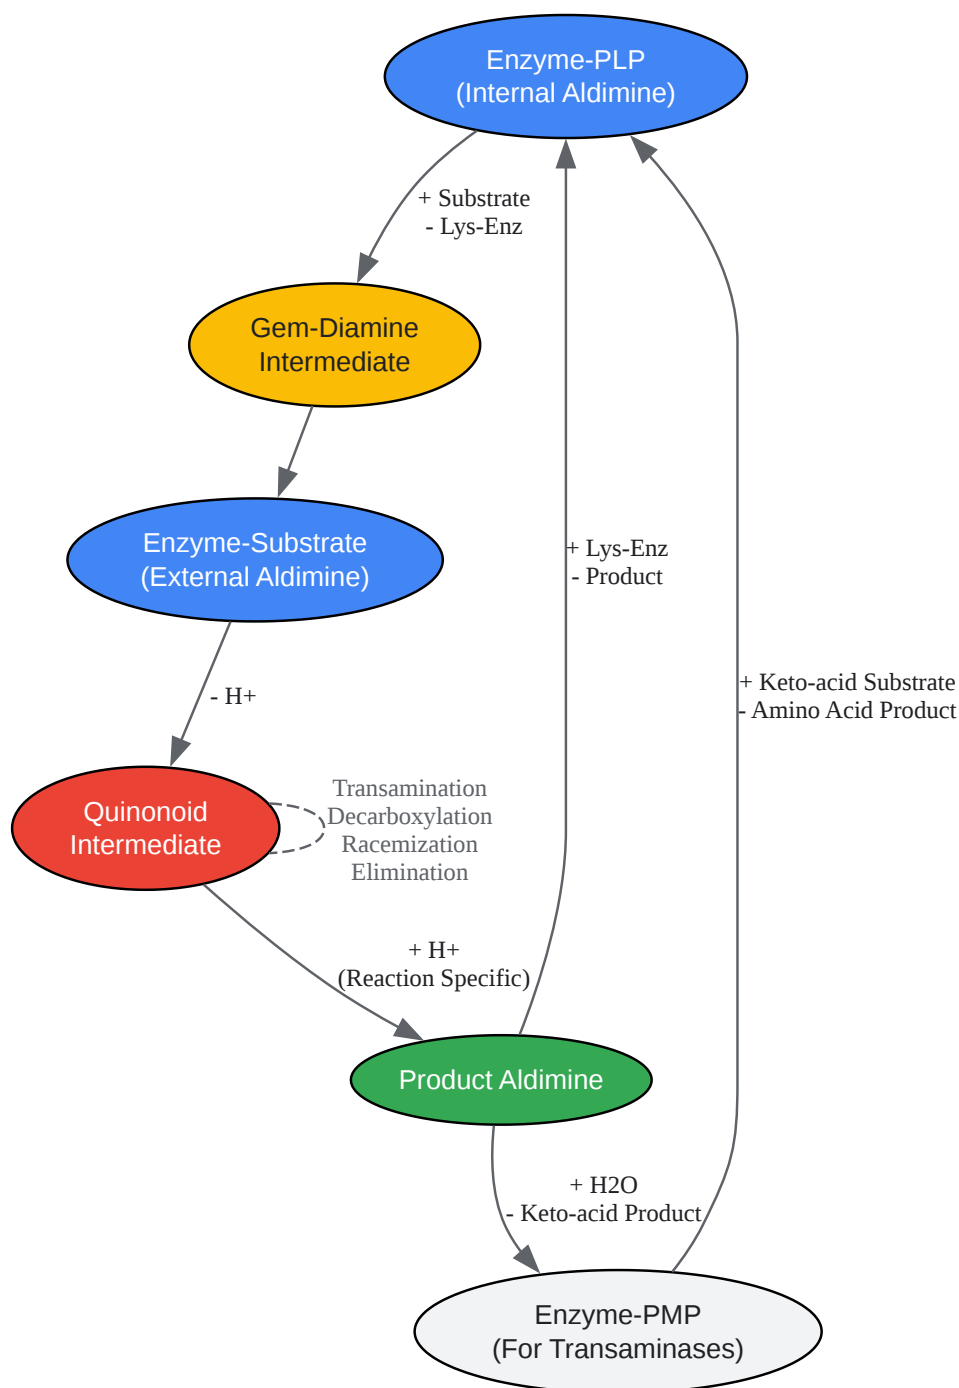 Enzyme-PLP
(Internal Aldimine)
+ Substrate
- Lys-Enz
Gem-Diamine
Intermediate
Enzyme-Substrate
(External Aldimine)
+ Lys-Enz
- Product
- H+
+ Keto-acid Substrate
- Amino Acid Product
Quinonoid
Intermediate
Transamination
Decarboxylation
Racemization
Elimination
+ H+
(Reaction Specific)
Product Aldimine
+ H2O
- Keto-acid Product
Enzyme-PMP
(For Transaminases)